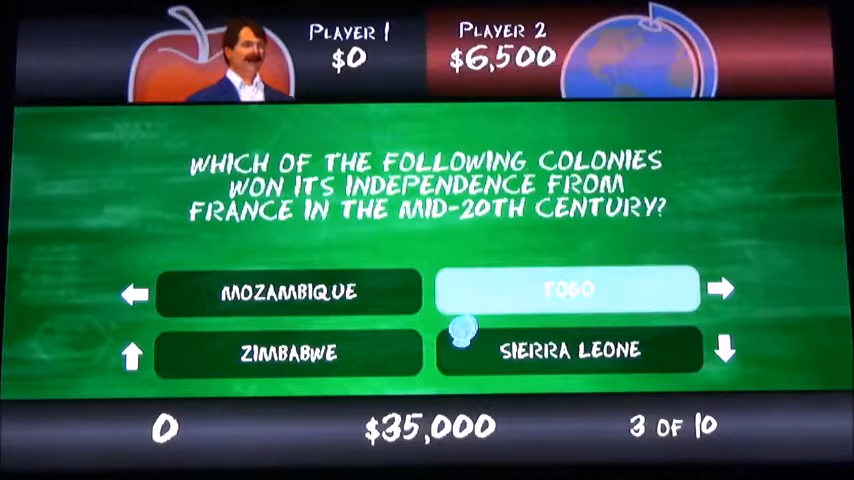 PLAYER 1
$0
PLAYER 2
$6,500
WHICH OF THE FOLLOWING COLONIES
WON ITS INDEPENDENCE FROM
FRANCE IN THE MID-20TH CENTURY?
MOZAMBIQUE
TOGO
ZIMBABWE
SIERRA LEONE
0
$35,000
3 OF 10